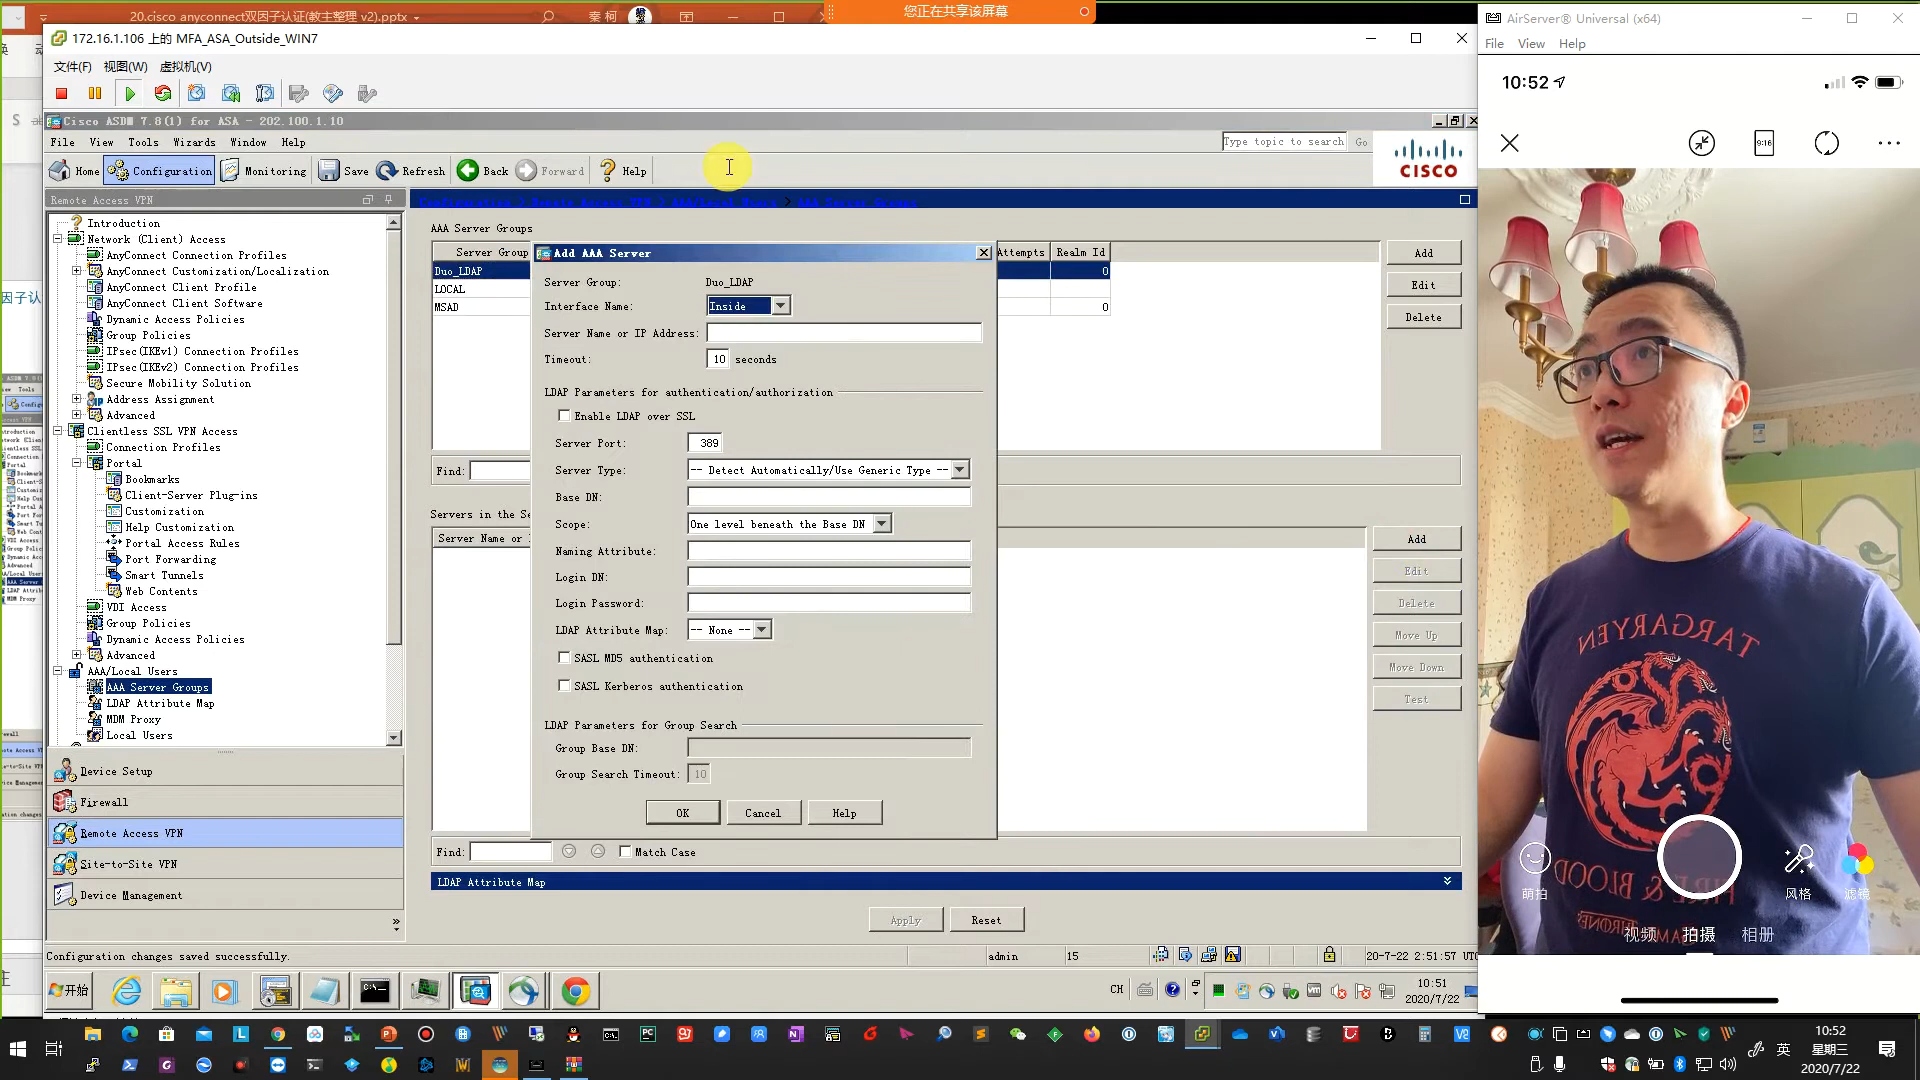 20.cisco anyconnect双因子认证(教主整理 v2).pptx
秦 柯
您正在共享该屏幕
172.16.1.106 上的 MFA_ASA_Outside_WIN7
文件(F) 视图(W) 虚拟机(V)
Cisco ASDM 7.8(1) for ASA - 202.100.1.10
File View Tools Wizards Window Help
Type topic to search Go
CISCO
Home Configuration Monitoring Save Refresh Back Forward Help
Remote Access VPN
Configuration > Remote Access VPN > AAA/Local Users > AAA Server Groups
Introduction
Network (Client) Access
AnyConnect Connection Profiles
AnyConnect Customization/Localization
AnyConnect Client Profile
AnyConnect Client Software
Dynamic Access Policies
Group Policies
IPsec(IKEv1) Connection Profiles
IPsec(IKEv2) Connection Profiles
Secure Mobility Solution
Address Assignment
Advanced
Clientless SSL VPN Access
Connection Profiles
Portal
Bookmarks
Client-Server Plug-ins
Customization
Help Customization
Portal Access Rules
Port Forwarding
Smart Tunnels
Web Contents
VDI Access
Group Policies
Dynamic Access Policies
Advanced
AAA/Local Users
AAA Server Groups
LDAP Attribute Map
MDM Proxy
Local Users
Device Setup
Firewall
Remote Access VPN
Site-to-Site VPN
Device Management
AAA Server Groups
Server Group
Attempts Realm Id
Duo_LDAP 0
LOCAL
MSAD 0
Add
Edit
Delete
Find:
Servers in the Se
Server Name or
Add
Edit
Delete
Move Up
Move Down
Test
Add AAA Server
Server Group: Duo_LDAP
Interface Name: Inside
Server Name or IP Address:
Timeout: 10 seconds
LDAP Parameters for authentication/authorization
Enable LDAP over SSL
Server Port: 389
Server Type: -- Detect Automatically/Use Generic Type --
Base DN:
Scope: One level beneath the Base DN
Naming Attribute:
Login DN:
Login Password:
LDAP Attribute Map: -- None --
SASL MD5 authentication
SASL Kerberos authentication
LDAP Parameters for Group Search
Group Base DN:
Group Search Timeout: 10
OK Cancel Help
Find: Match Case
LDAP Attribute Map
Apply Reset
Configuration changes saved successfully.
admin 15 20-7-22 2:51:57 UTC
开始
CH
10:51
2020/7/22
AirServer® Universal (x64)
File View Help
10:52
9:16
TARGARYEN
FIRE & BLOOD
萌拍
风格
滤镜
视频 拍摄 相册
英
10:52
星期三
2020/7/22